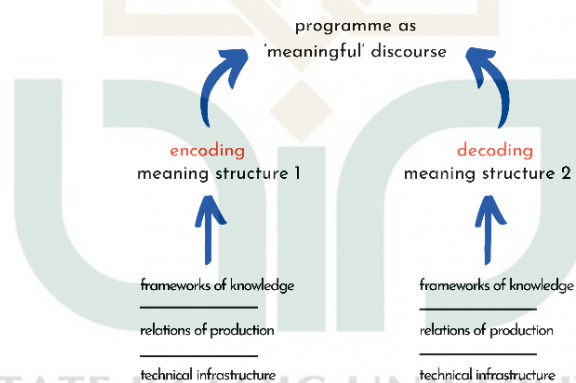 programme as
'meaningful' discourse
encoding
meaning structure 1
decoding
meaning structure 2
frameworks of knowledge
relations of production
technical infrastructure
frameworks of knowledge
relations of production
technical infrastructure